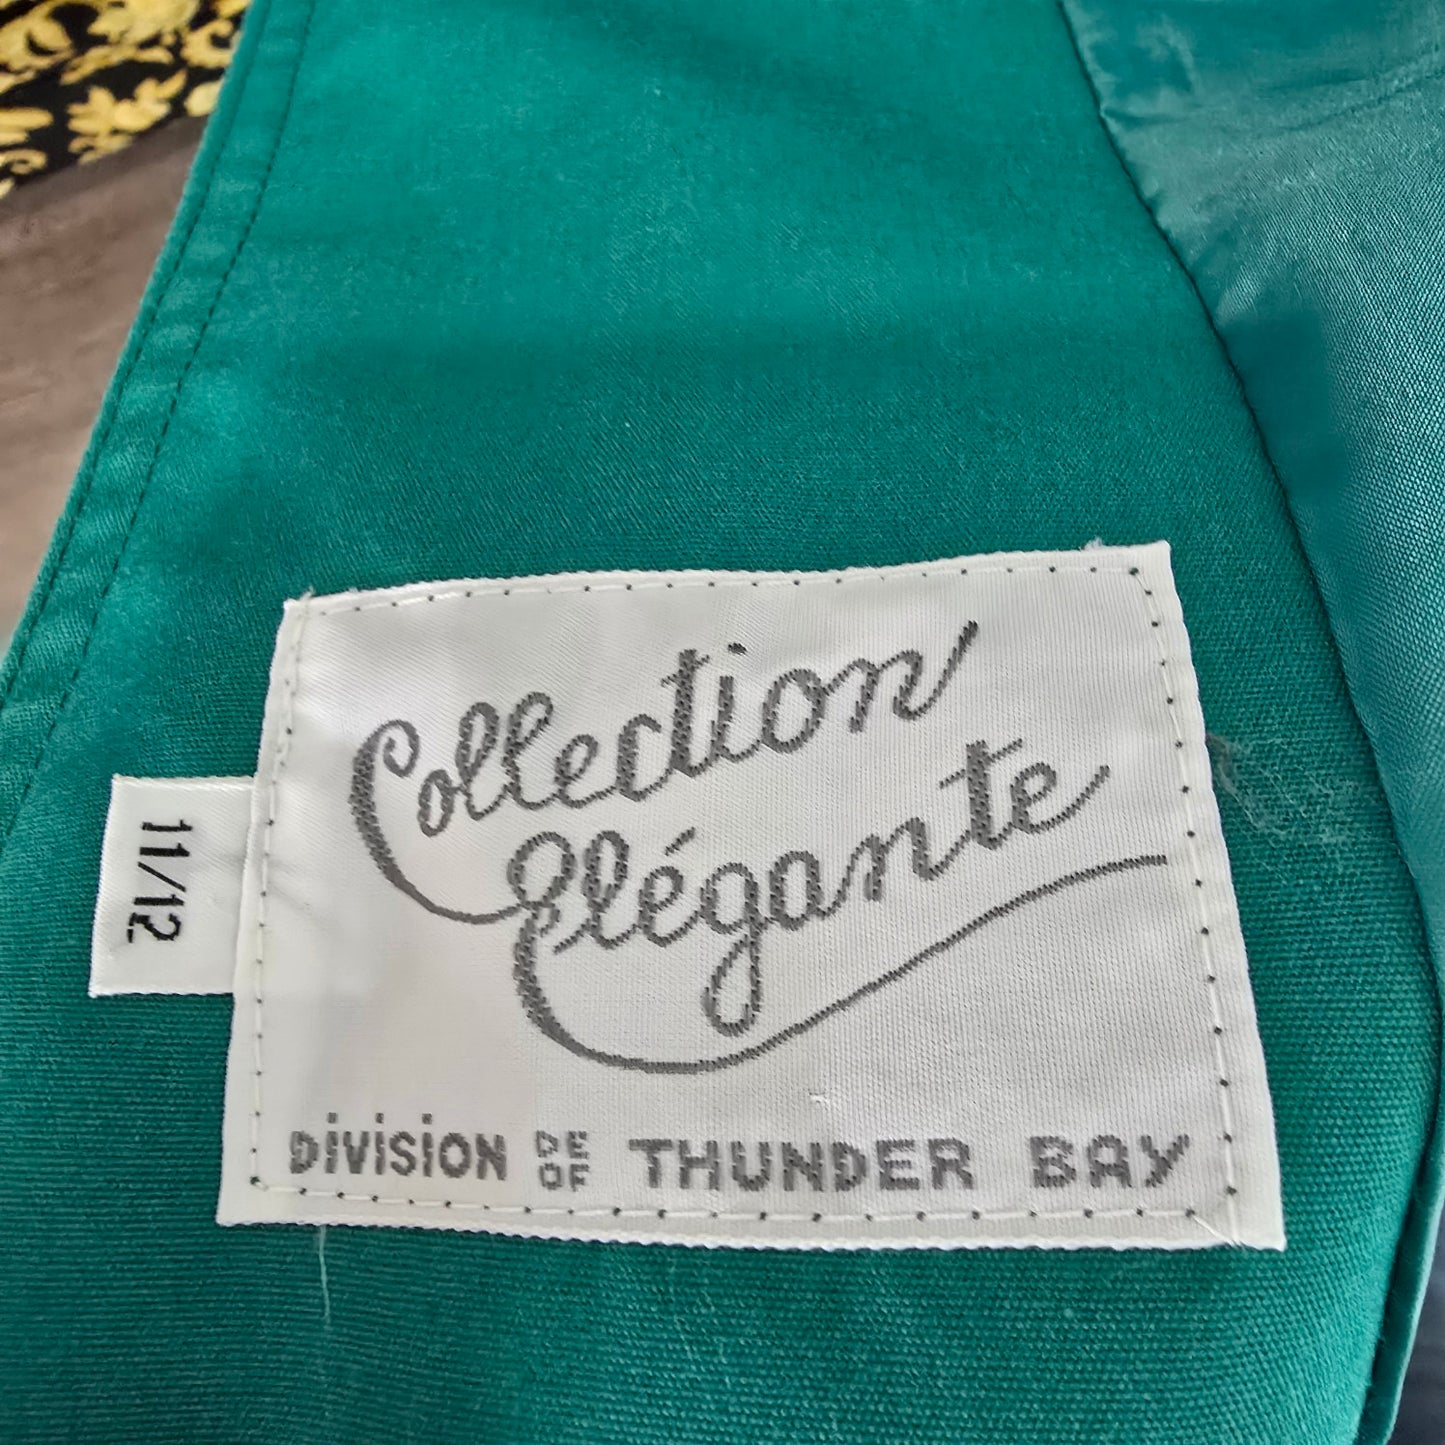 Collection
Elégante
DIVISION DE OF THUNDER BAY
11/12